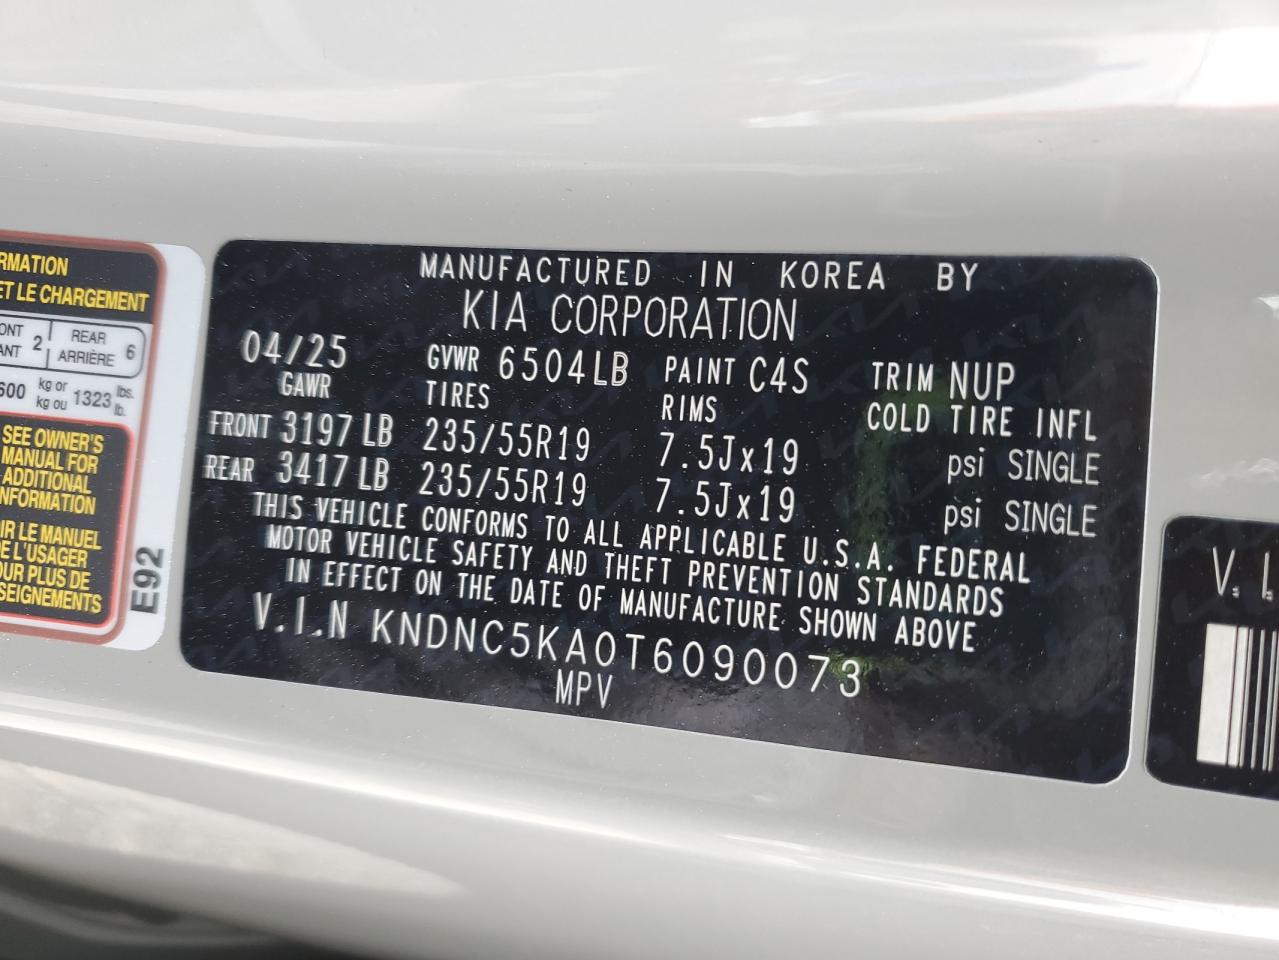 RMATION
ET LE CHARGEMENT
ONT 2 REAR 6
ANT ARRIÈRE
600 kg or 1323 lbs.
kg ou lb.
SEE OWNER'S
MANUAL FOR
ADDITIONAL
INFORMATION
IR LE MANUEL
DE L'USAGER
OUR PLUS DE
SEIGNEMENTS
E92
MANUFACTURED IN KOREA BY
KIA CORPORATION
04/25 GVWR 6504LB PAINT C4S TRIM NUP
GAWR TIRES RIMS COLD TIRE INFL
FRONT 3197 LB 235/55R19 7.5Jx19 psi SINGLE
REAR 3417 LB 235/55R19 7.5Jx19 psi SINGLE
THIS VEHICLE CONFORMS TO ALL APPLICABLE U.S.A. FEDERAL
MOTOR VEHICLE SAFETY AND THEFT PREVENTION STANDARDS
IN EFFECT ON THE DATE OF MANUFACTURE SHOWN ABOVE
V.I.N KNDNC5KA0T6090073
MPV
V.I.